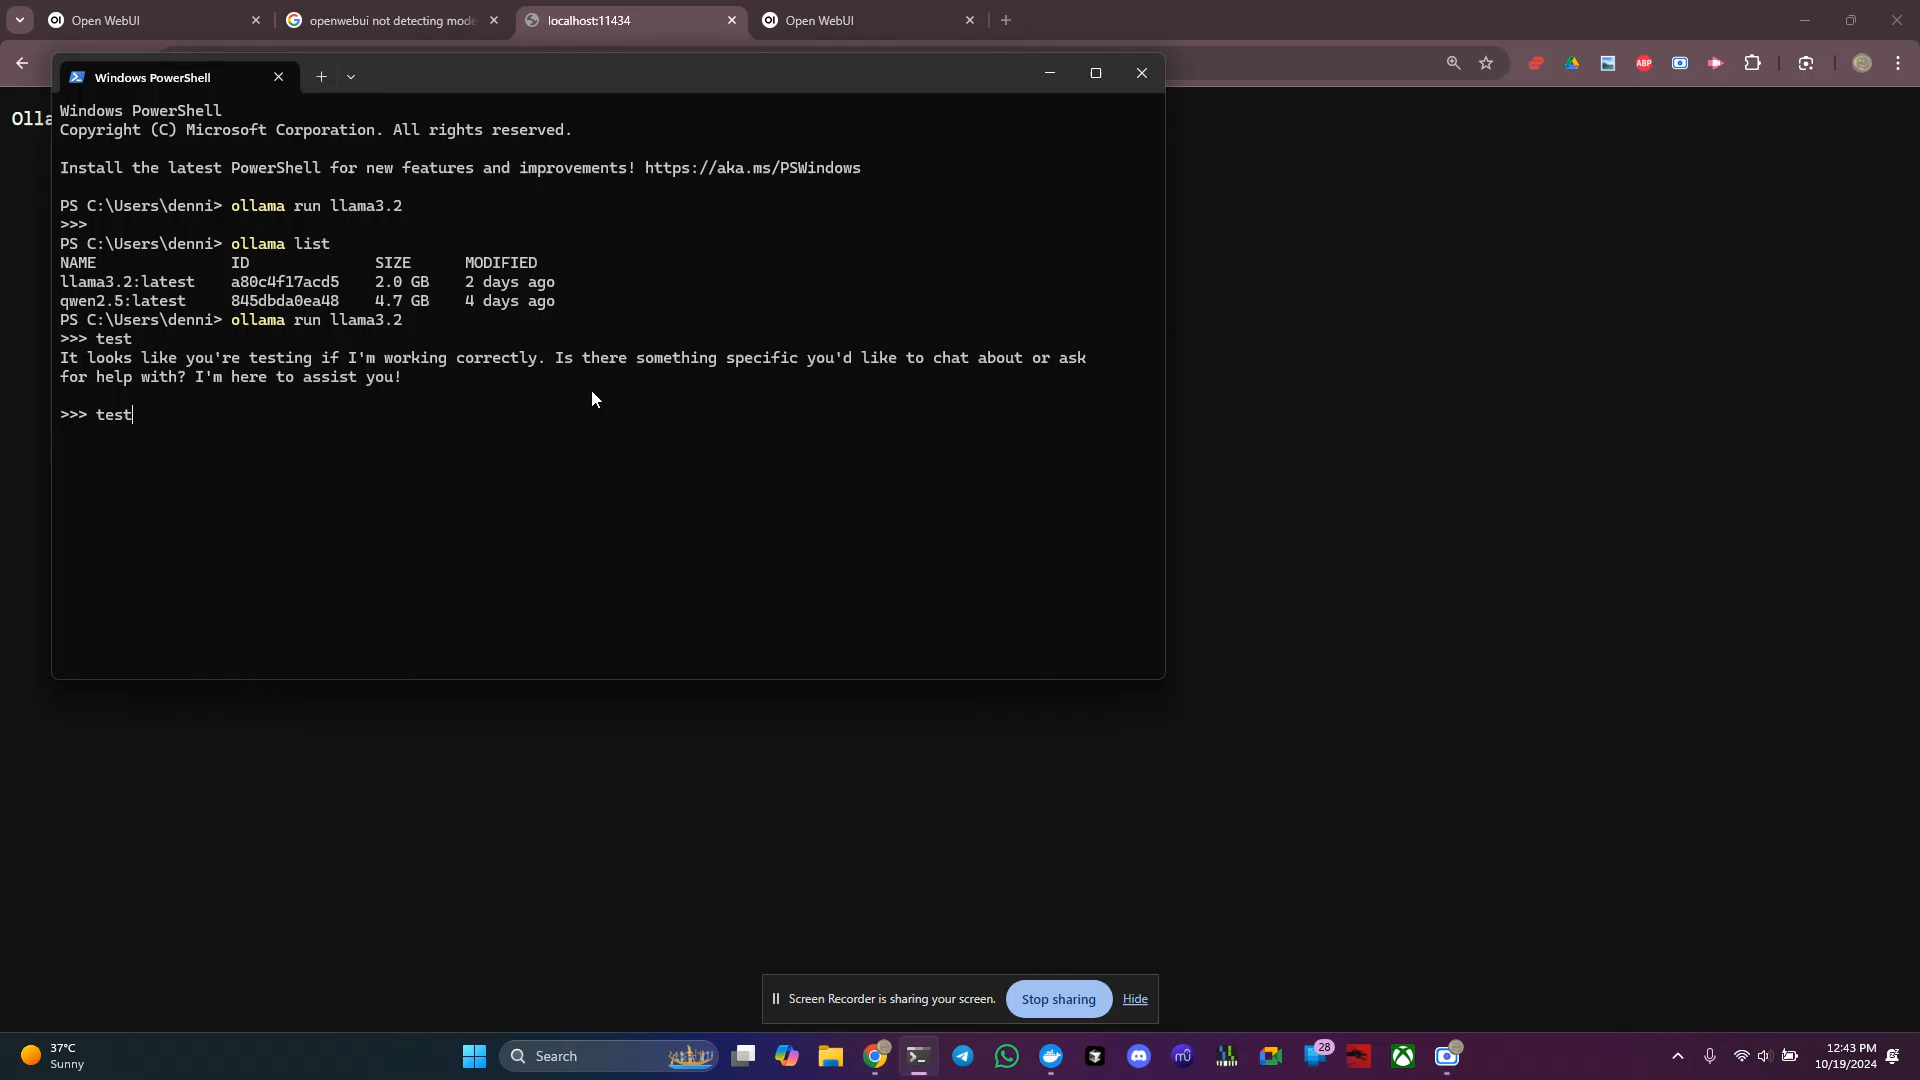 Open WebUI
openwebui not detecting mode
localhost:11434
Open WebUI
ABP
Olla
Windows PowerShell
Windows PowerShell
Copyright (C) Microsoft Corporation. All rights reserved.
Install the latest PowerShell for new features and improvements! https://aka.ms/PSWindows
PS C:\Users\denni> ollama run llama3.2
>>>
PS C:\Users\denni> ollama list
NAME ID SIZE MODIFIED
llama3.2:latest a80c4f17acd5 2.0 GB 2 days ago
qwen2.5:latest 845dbda0ea48 4.7 GB 4 days ago
PS C:\Users\denni> ollama run llama3.2
>>> test
It looks like you're testing if I'm working correctly. Is there something specific you'd like to chat about or ask
for help with? I'm here to assist you!
>>> test
Screen Recorder is sharing your screen.
Stop sharing
Hide
37°C
Sunny
Search
28
12:43 PM
10/19/2024